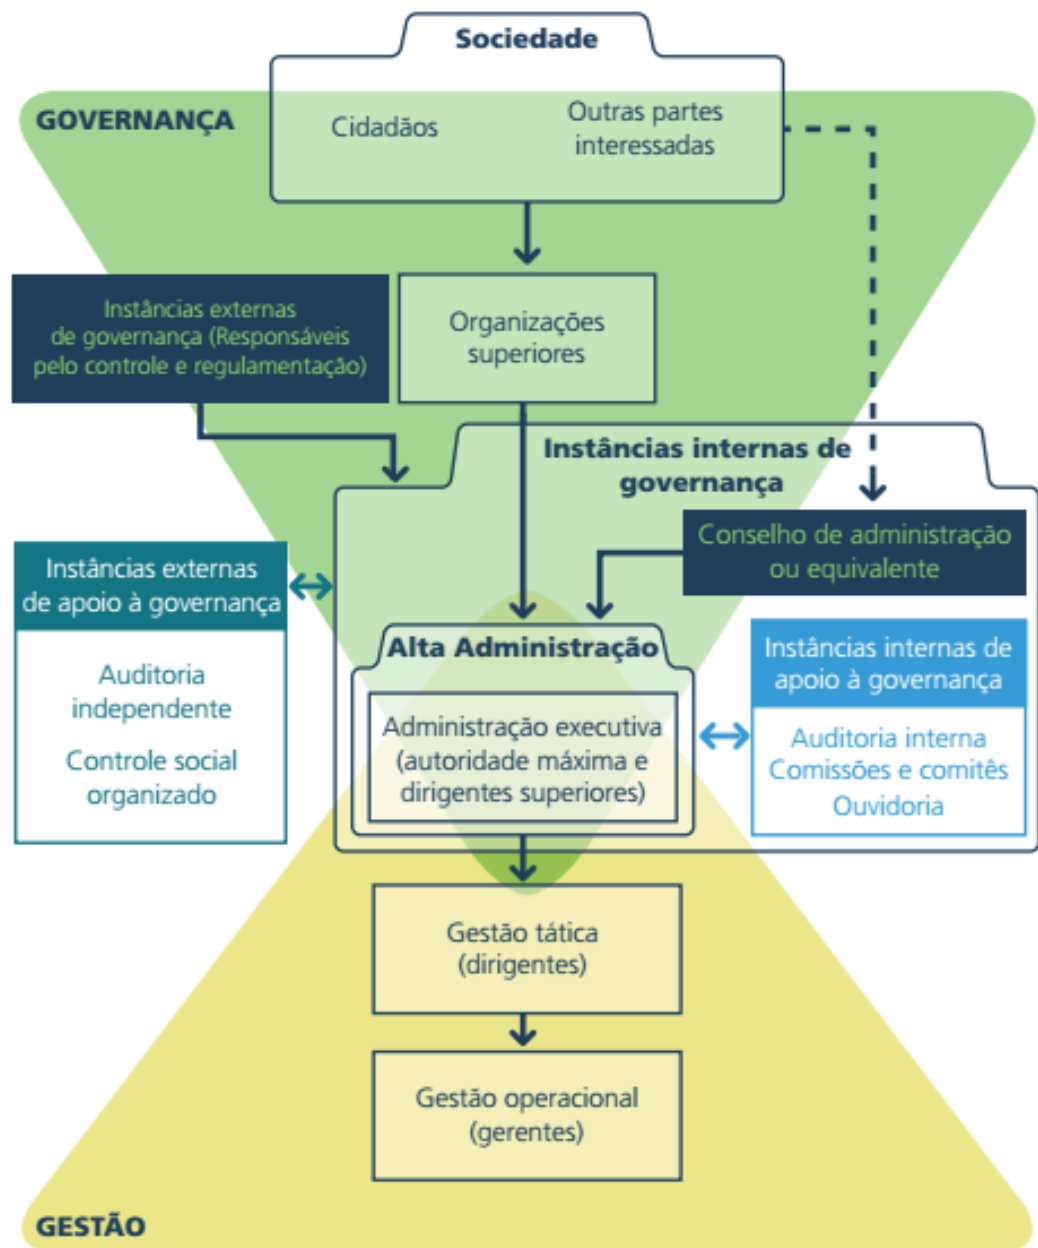 Sociedade
GOVERNANÇA
Cidadãos
Outras partes
interessadas
Instâncias externas
de governança (Responsáveis
pelo controle e regulamentação)
Organizações
superiores
Instâncias internas de
governança
Conselho de administração
ou equivalente
Instâncias externas
de apoio à governança
Auditoria
independente
Controle social
organizado
Alta Administração
Administração executiva
(autoridade máxima e
dirigentes superiores)
Instâncias internas de
apoio à governança
Auditoria interna
Comissões e comitês
Ouvidoria
Gestão tática
(dirigentes)
Gestão operacional
(gerentes)
GESTÃO